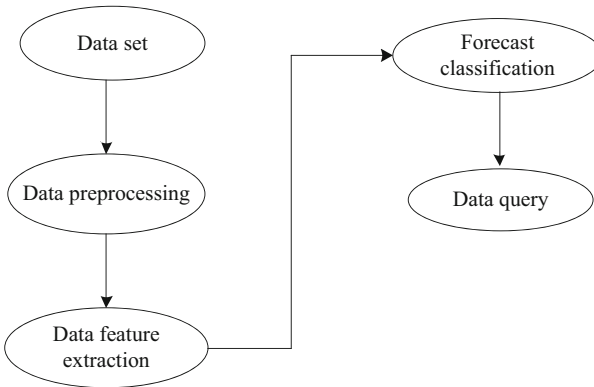 Data set
Data preprocessing
Data feature
extraction
Forecast
classification
Data query